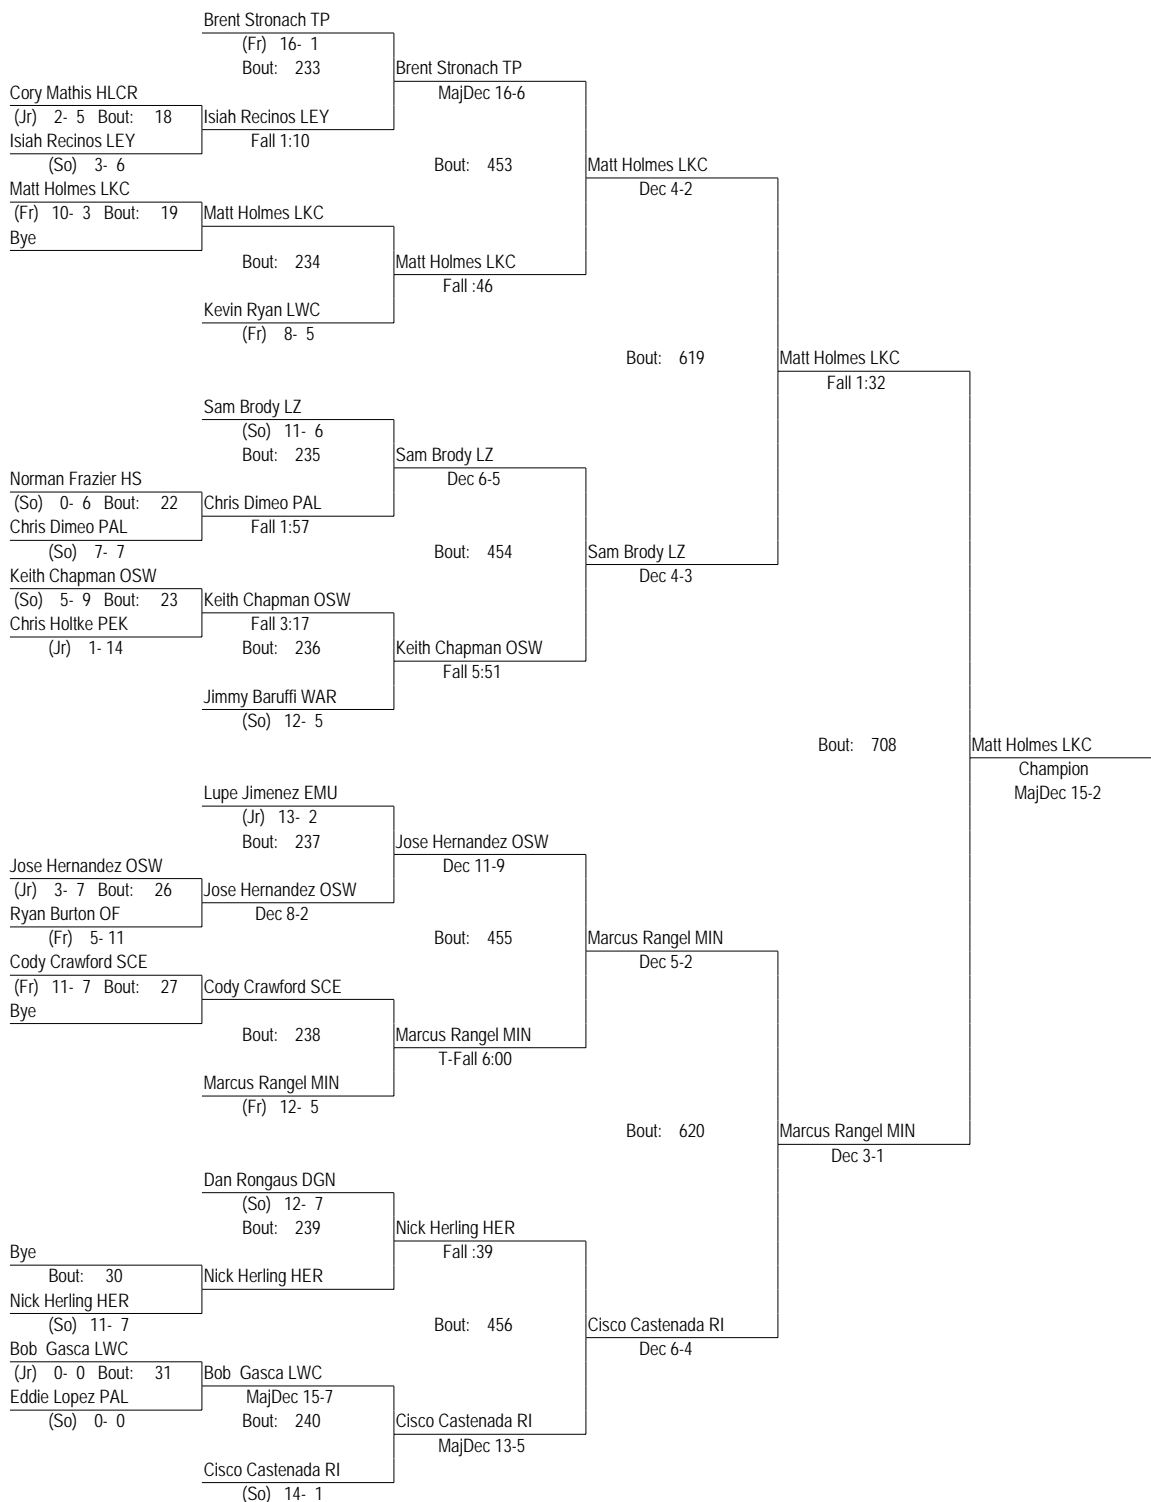 Brent Stronach TP
(Fr) 16- 1
Bout: 233
Brent Stronach TP
MajDec 16-6
Cory Mathis HLCR
(Jr) 2- 5 Bout: 18
Isiah Recinos LEY
Isiah Recinos LEY
Fall 1:10
(So) 3- 6
Bout: 453
Matt Holmes LKC
Dec 4-2
Matt Holmes LKC
(Fr) 10- 3 Bout: 19
Matt Holmes LKC
Bye
Bout: 234
Matt Holmes LKC
Fall :46
Kevin Ryan LWC
(Fr) 8- 5
Bout: 619
Matt Holmes LKC
Fall 1:32
Sam Brody LZ
(So) 11- 6
Bout: 235
Sam Brody LZ
Dec 6-5
Norman Frazier HS
(So) 0- 6 Bout: 22
Chris Dimeo PAL
Chris Dimeo PAL
Fall 1:57
(So) 7- 7
Bout: 454
Sam Brody LZ
Dec 4-3
Keith Chapman OSW
(So) 5- 9 Bout: 23
Keith Chapman OSW
Chris Holtke PEK
Fall 3:17
(Jr) 1- 14
Bout: 236
Keith Chapman OSW
Fall 5:51
Jimmy Baruffi WAR
(So) 12- 5
Bout: 708
Matt Holmes LKC
Champion
MajDec 15-2
Lupe Jimenez EMU
(Jr) 13- 2
Bout: 237
Jose Hernandez OSW
Dec 11-9
Jose Hernandez OSW
(Jr) 3- 7 Bout: 26
Jose Hernandez OSW
Ryan Burton OF
Dec 8-2
(Fr) 5- 11
Bout: 455
Marcus Rangel MIN
Dec 5-2
Cody Crawford SCE
(Fr) 11- 7 Bout: 27
Cody Crawford SCE
Bye
Bout: 238
Marcus Rangel MIN
T-Fall 6:00
Marcus Rangel MIN
(Fr) 12- 5
Bout: 620
Marcus Rangel MIN
Dec 3-1
Dan Rongaus DGN
(So) 12- 7
Bout: 239
Nick Herling HER
Fall :39
Bye
Bout: 30
Nick Herling HER
Nick Herling HER
(So) 11- 7
Bout: 456
Cisco Castenada RI
Dec 6-4
Bob Gasca LWC
(Jr) 0- 0 Bout: 31
Bob Gasca LWC
Eddie Lopez PAL
MajDec 15-7
(So) 0- 0
Bout: 240
Cisco Castenada RI
MajDec 13-5
Cisco Castenada RI
(So) 14- 1